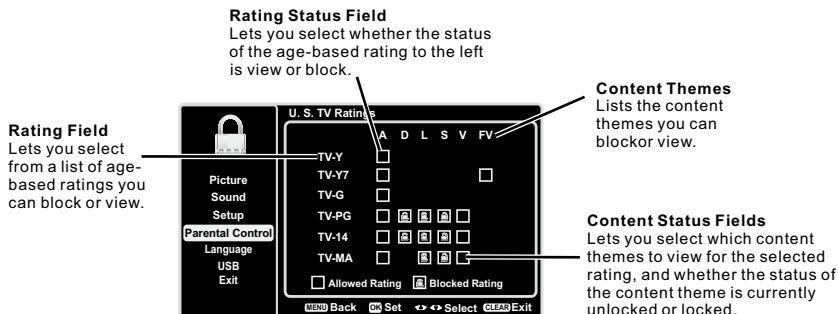 Rating Status Field
Lets you select whether the status
of the age-based rating to the left
is view or block.
Content Themes
Lists the content
themes you can
blockor view.
Rating Field
Lets you select
from a list of age-
based ratings you
can block or view.
Picture
Sound
Setup
Parental Control
Language
USB
Exit
U. S. TV Ratings
A D L S V FV
TV-Y
TV-Y7
TV-G
TV-PG
TV-14
TV-MA
Allowed Rating Blocked Rating
MENU Back OK Set Select CLEAR Exit
Content Status Fields
Lets you select which content
themes to view for the selected
rating, and whether the status of
the content theme is currently
unlocked or locked.